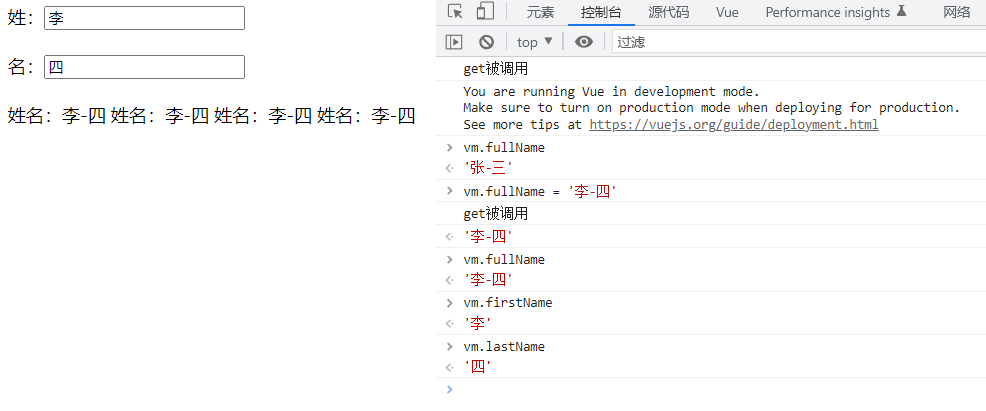 姓：李
名：四
姓名：李-四 姓名：李-四 姓名：李-四 姓名：李-四
元素 控制台 源代码 Vue Performance insights 网络
top ▼ 过滤
get被调用
You are running Vue in development mode.
Make sure to turn on production mode when deploying for production.
See more tips at https://vuejs.org/guide/deployment.html
> vm.fullName
'张-三'
> vm.fullName = '李-四'
get被调用
'李-四'
> vm.fullName
'李-四'
> vm.firstName
'李'
> vm.lastName
'四'
>